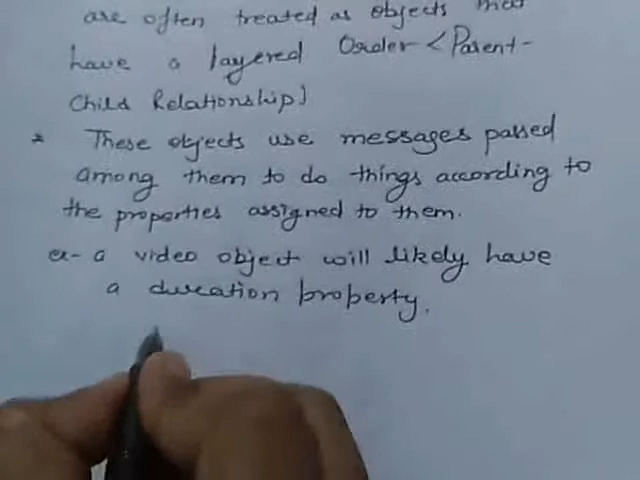 are often treated as objects that
have a layered Order < Parent-
Child Relationship)
* These objects use messages passed
among them to do things according to
the properties assigned to them.
ex- a video object will likely have
a duration property.